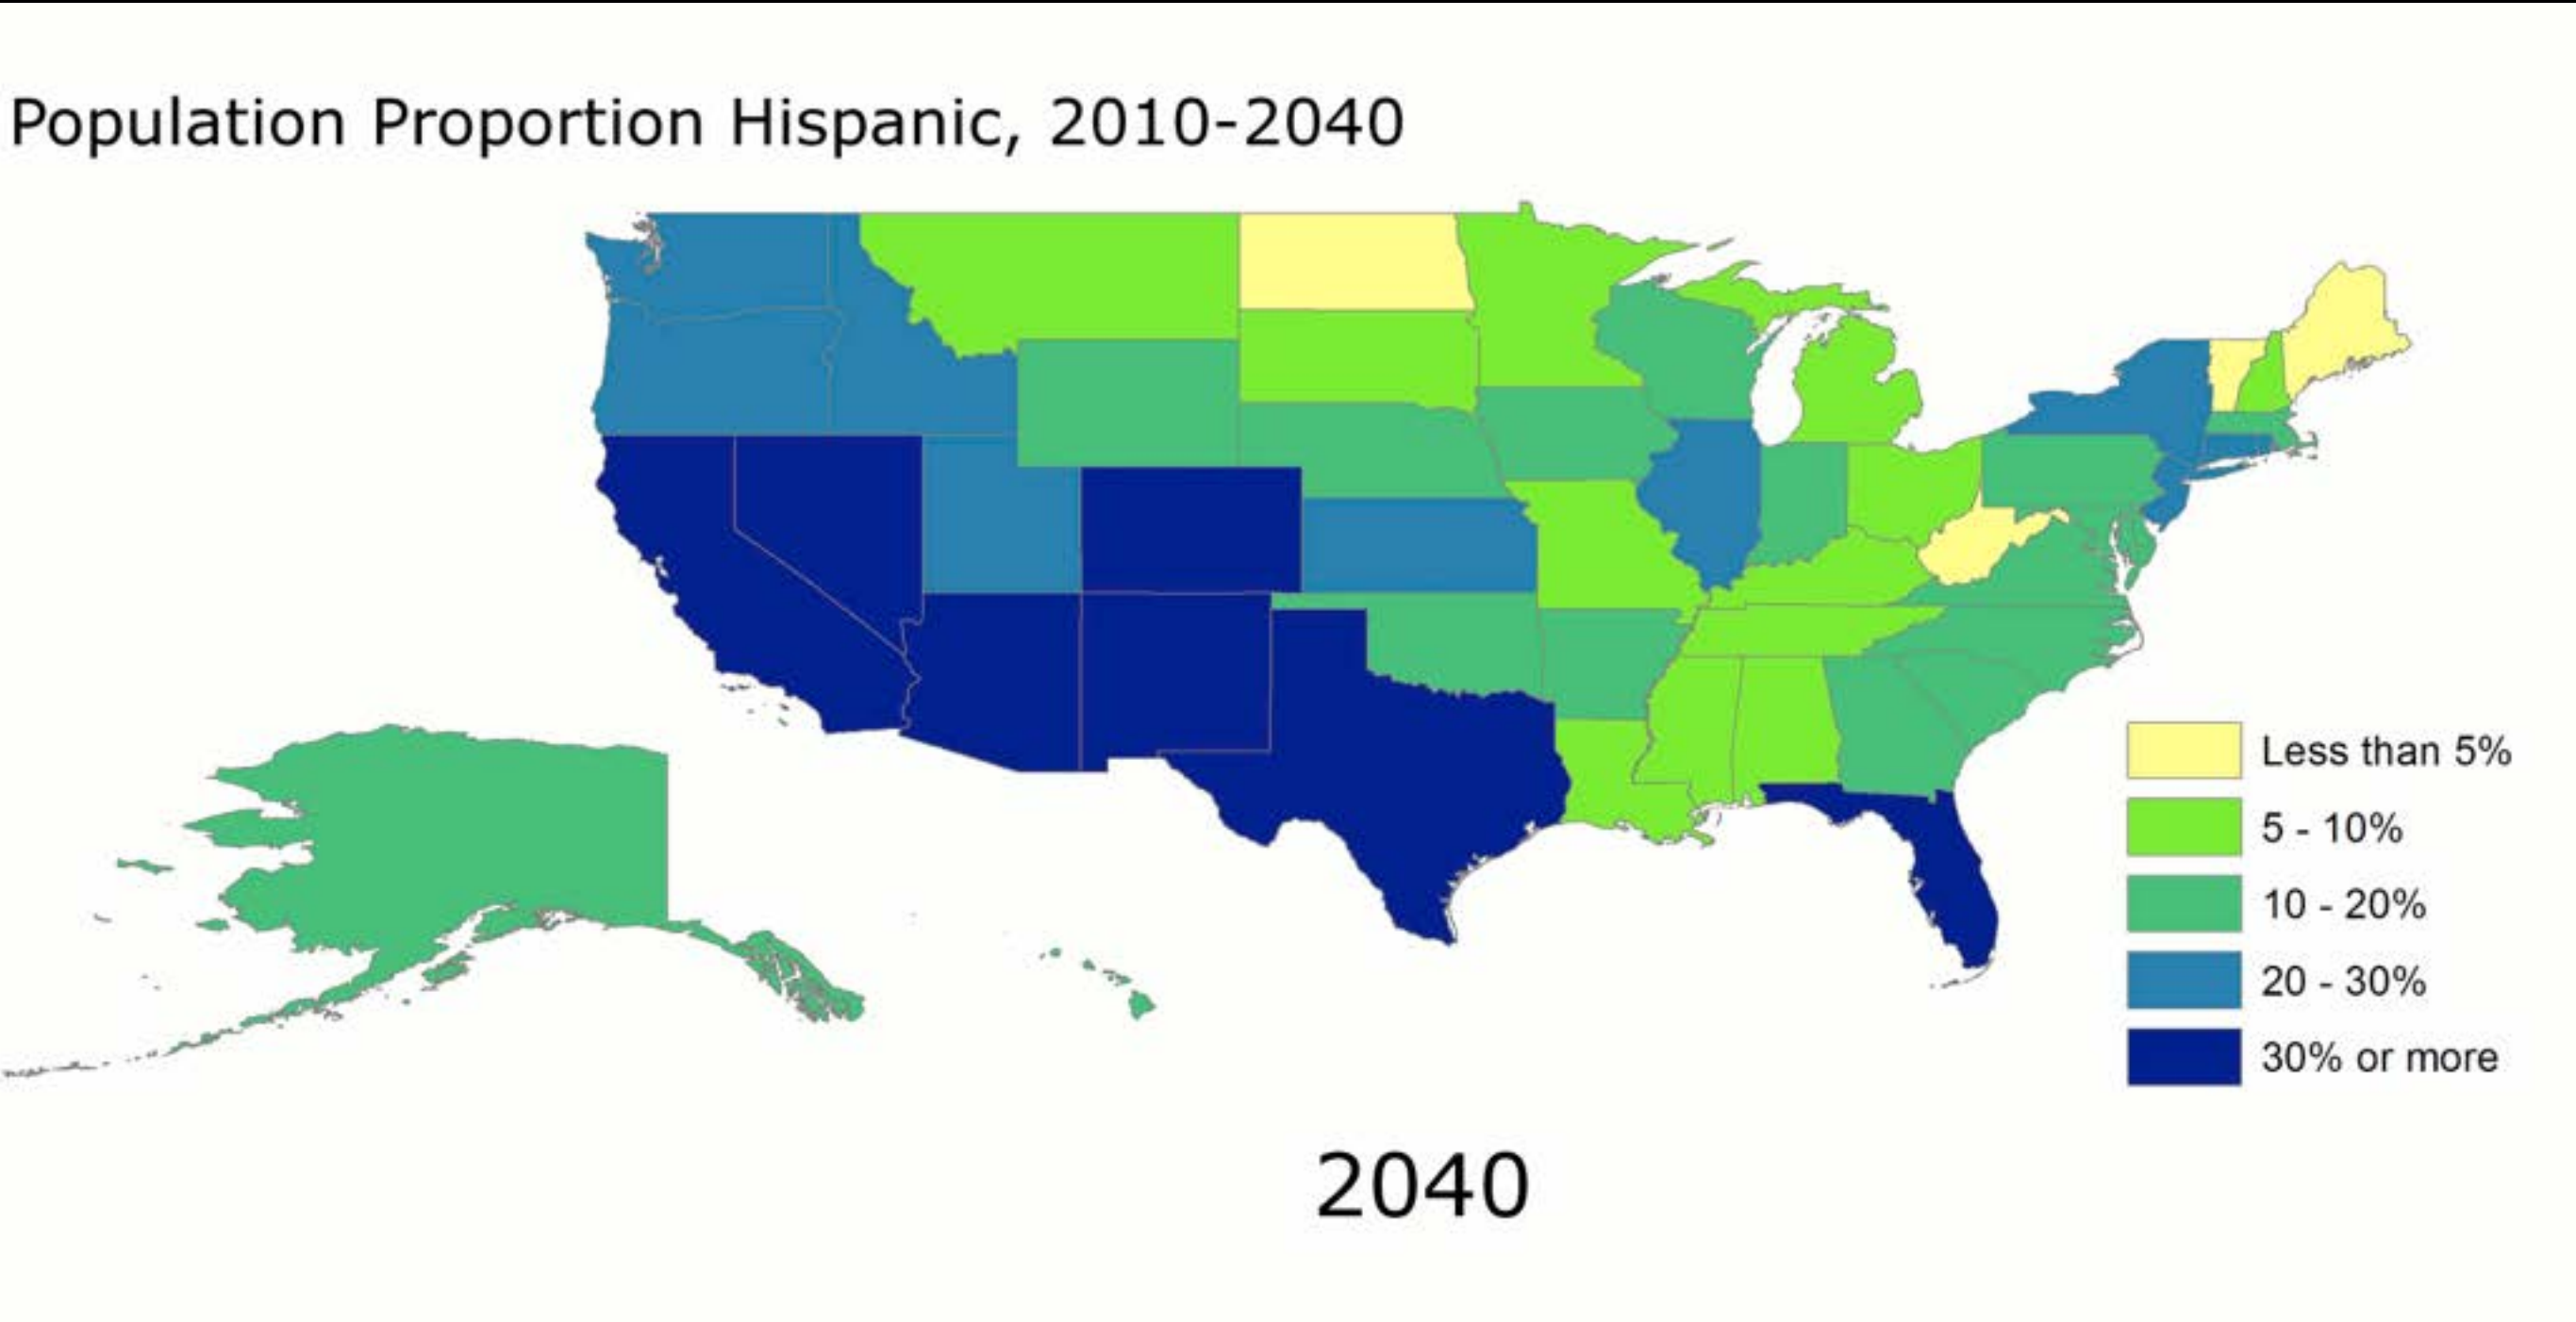 Population Proportion Hispanic, 2010-2040
Less than 5%
5 - 10%
10 - 20%
20 - 30%
30% or more
2040